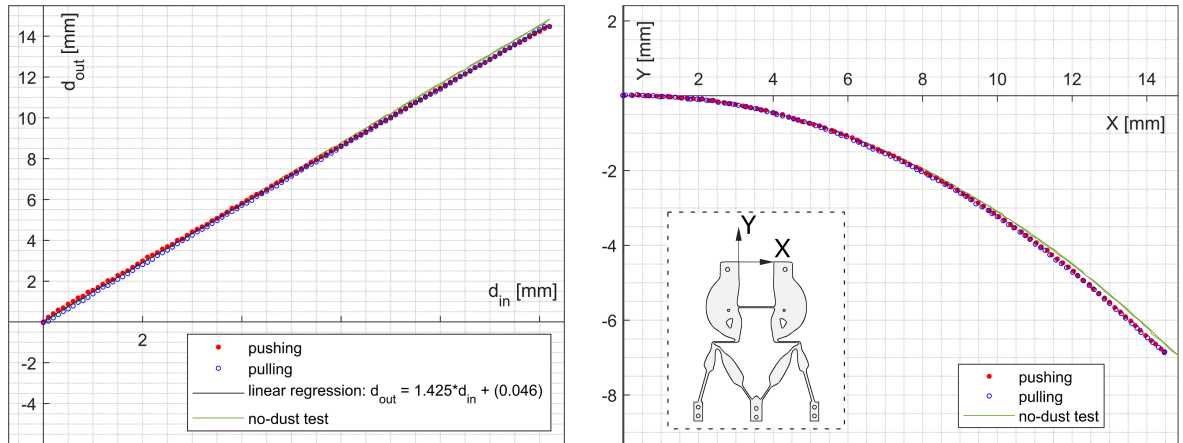 14
12
10
8
6
4
2
0
-2
-4
d_out [mm]
d_in [mm]
2
pushing
pulling
linear regression: d_out = 1.425*d_in + (0.046)
no-dust test
2
0
-2
-4
-6
-8
Y [mm]
2 4 6 8 10 12 14
X [mm]
Y
X
pushing
pulling
no-dust test